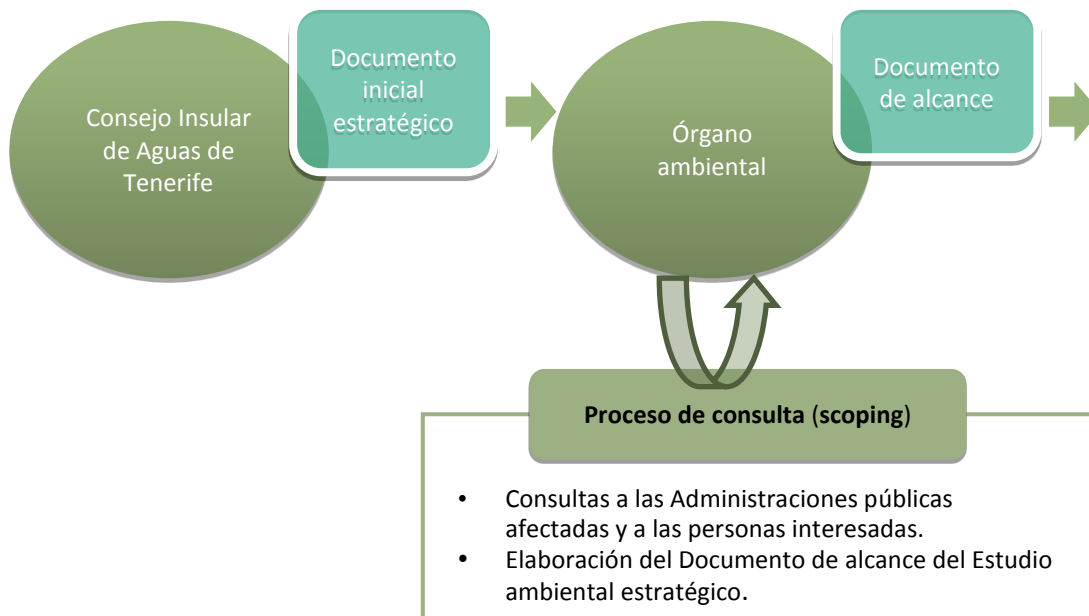 Consejo Insular
de Aguas de
Tenerife
Documento
inicial
estratégico
Órgano
ambiental
Documento
de alcance
Proceso de consulta (scoping)
• Consultas a las Administraciones públicas
afectadas y a las personas interesadas.
• Elaboración del Documento de alcance del Estudio
ambiental estratégico.